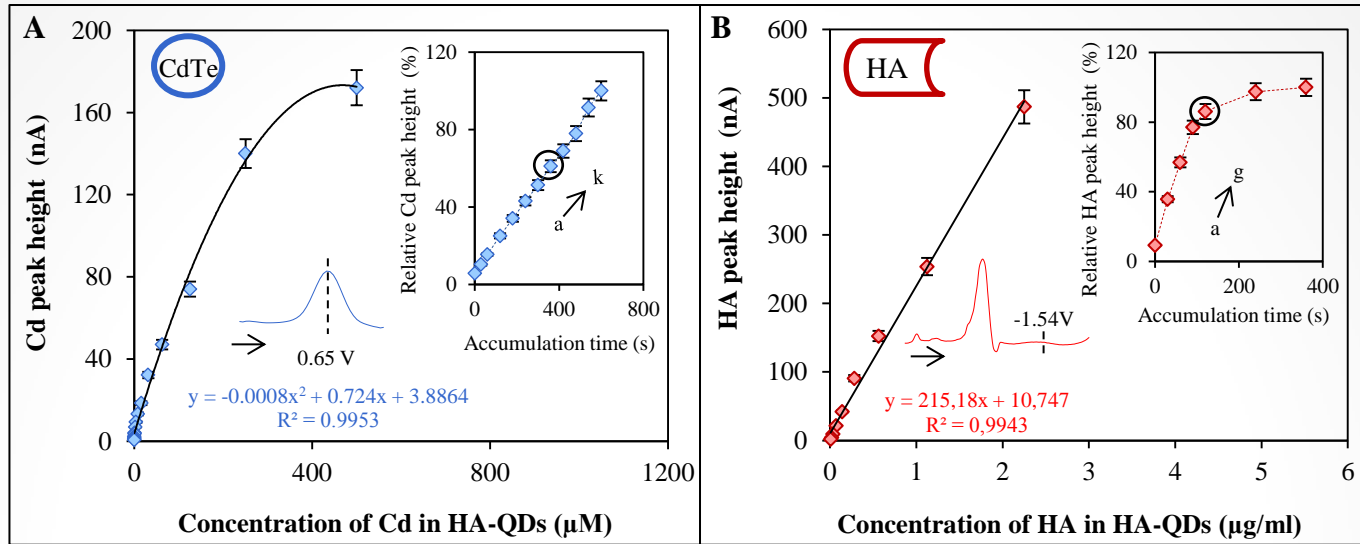 A
CdTe
Cd peak height (nA)
200
160
120
80
40
0
0
400
800
1200
Concentration of Cd in HA-QDs (µM)
0.65 V
y = -0.0008x² + 0.724x + 3.8864
R² = 0.9953
Relative Cd peak height (%)
120
80
40
0
0
400
800
Accumulation time (s)
a
k
B
HA
HA peak height (nA)
600
500
400
300
200
100
0
0
1
2
3
4
5
6
Concentration of HA in HA-QDs (µg/ml)
-1.54V
y = 215,18x + 10,747
R² = 0,9943
Relative HA peak height (%)
120
80
40
0
0
200
400
Accumulation time (s)
a
g